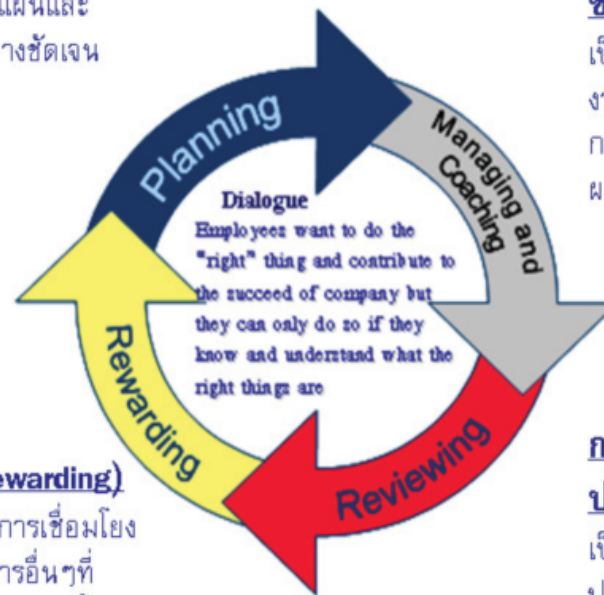 แผนและ
างชัดเจน
Planning
Managing and
Coaching
Dialogue
Employees want to do the
"right" thing and contribute to
the succeed of company but
they can only do so if they
know and understand what the
right things are
Rewarding
Reviewing
ewarding)
การเชื่อมโยง
การอื่นๆที่